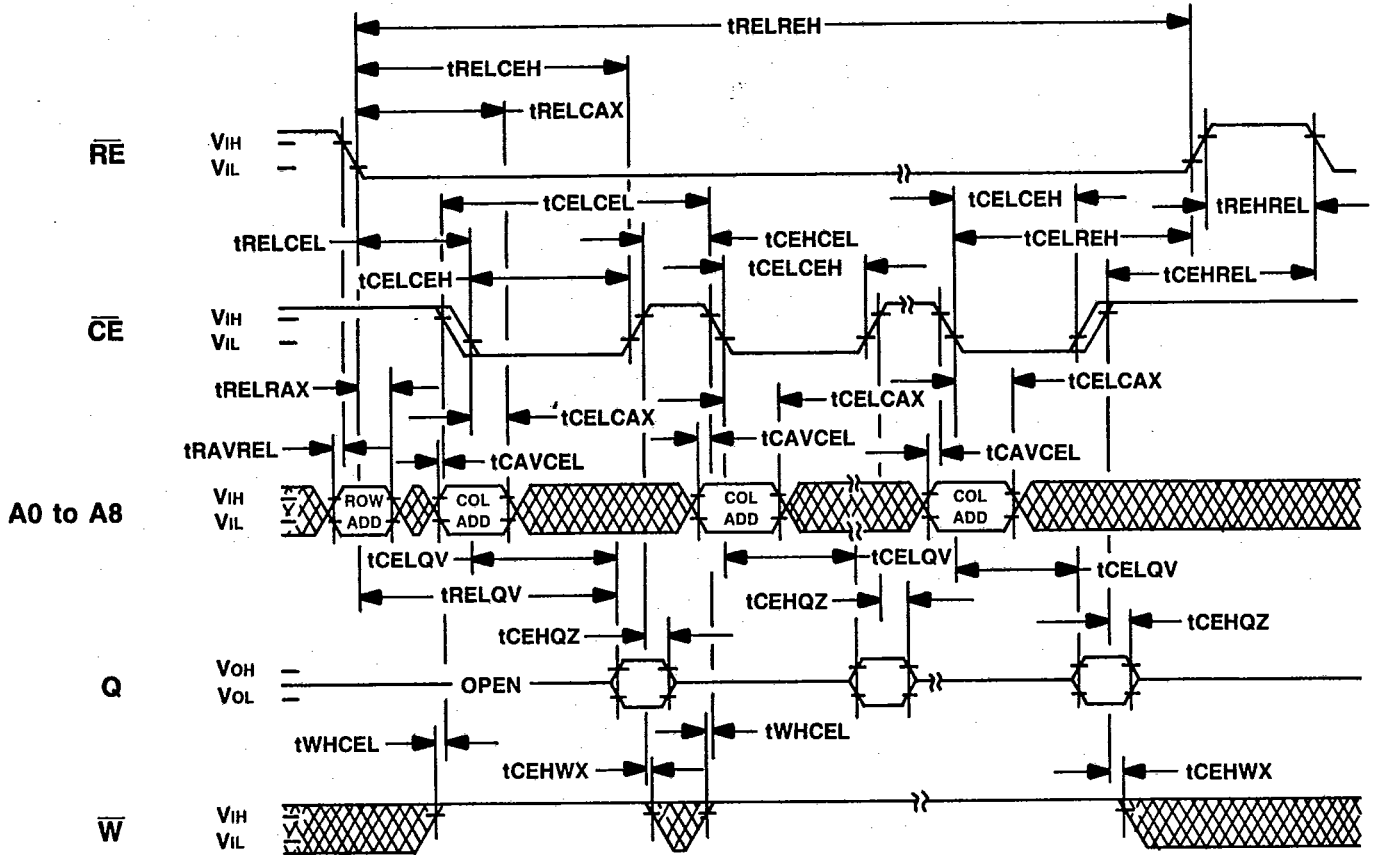 tRELREH
tRELCEH
tRELCAX
RE
VIH
VIL
tCELCEL
tCELCEH
tREHREL
tRELCEL
tCEHCEL
tCELREH
tCELCEH
tCELCEH
tCEHREL
CE
VIH
VIL
tRELRAX
tCELCAX
tCELCAX
tCELCAX
tRAVREL
tCAVCEL
tCAVCEL
tCAVCEL
A0 to A8
VIH
VIL
ROW
ADD
COL
ADD
COL
ADD
COL
ADD
tCELQV
tCELQV
tCELQV
tRELQV
tCEHQZ
tCEHQZ
tCEHQZ
Q
VOH
VOL
OPEN
tWHCEL
tWHCEL
tCEHWX
tCEHWX
W
VIH
VIL